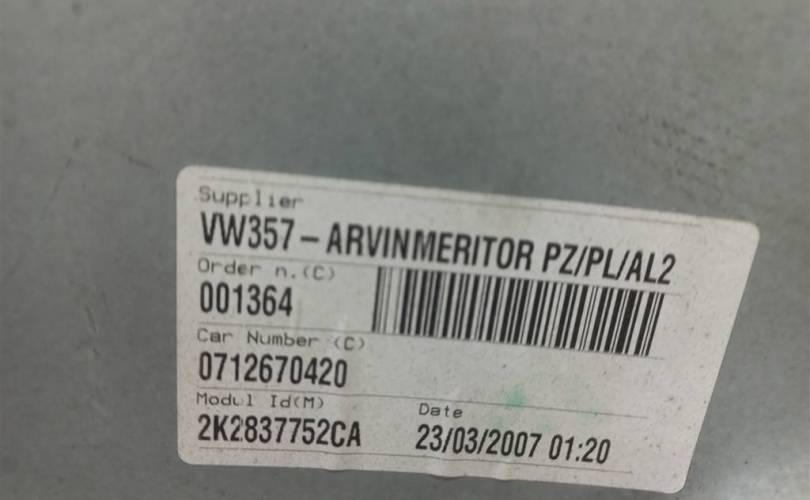 Supplier
VW357 - ARVINMERITOR PZ/PL/AL2
Order n.(C)
001364
Car Number (C)
0712670420
Modul Id(M)
2K2837752CA
Date
23/03/2007 01:20